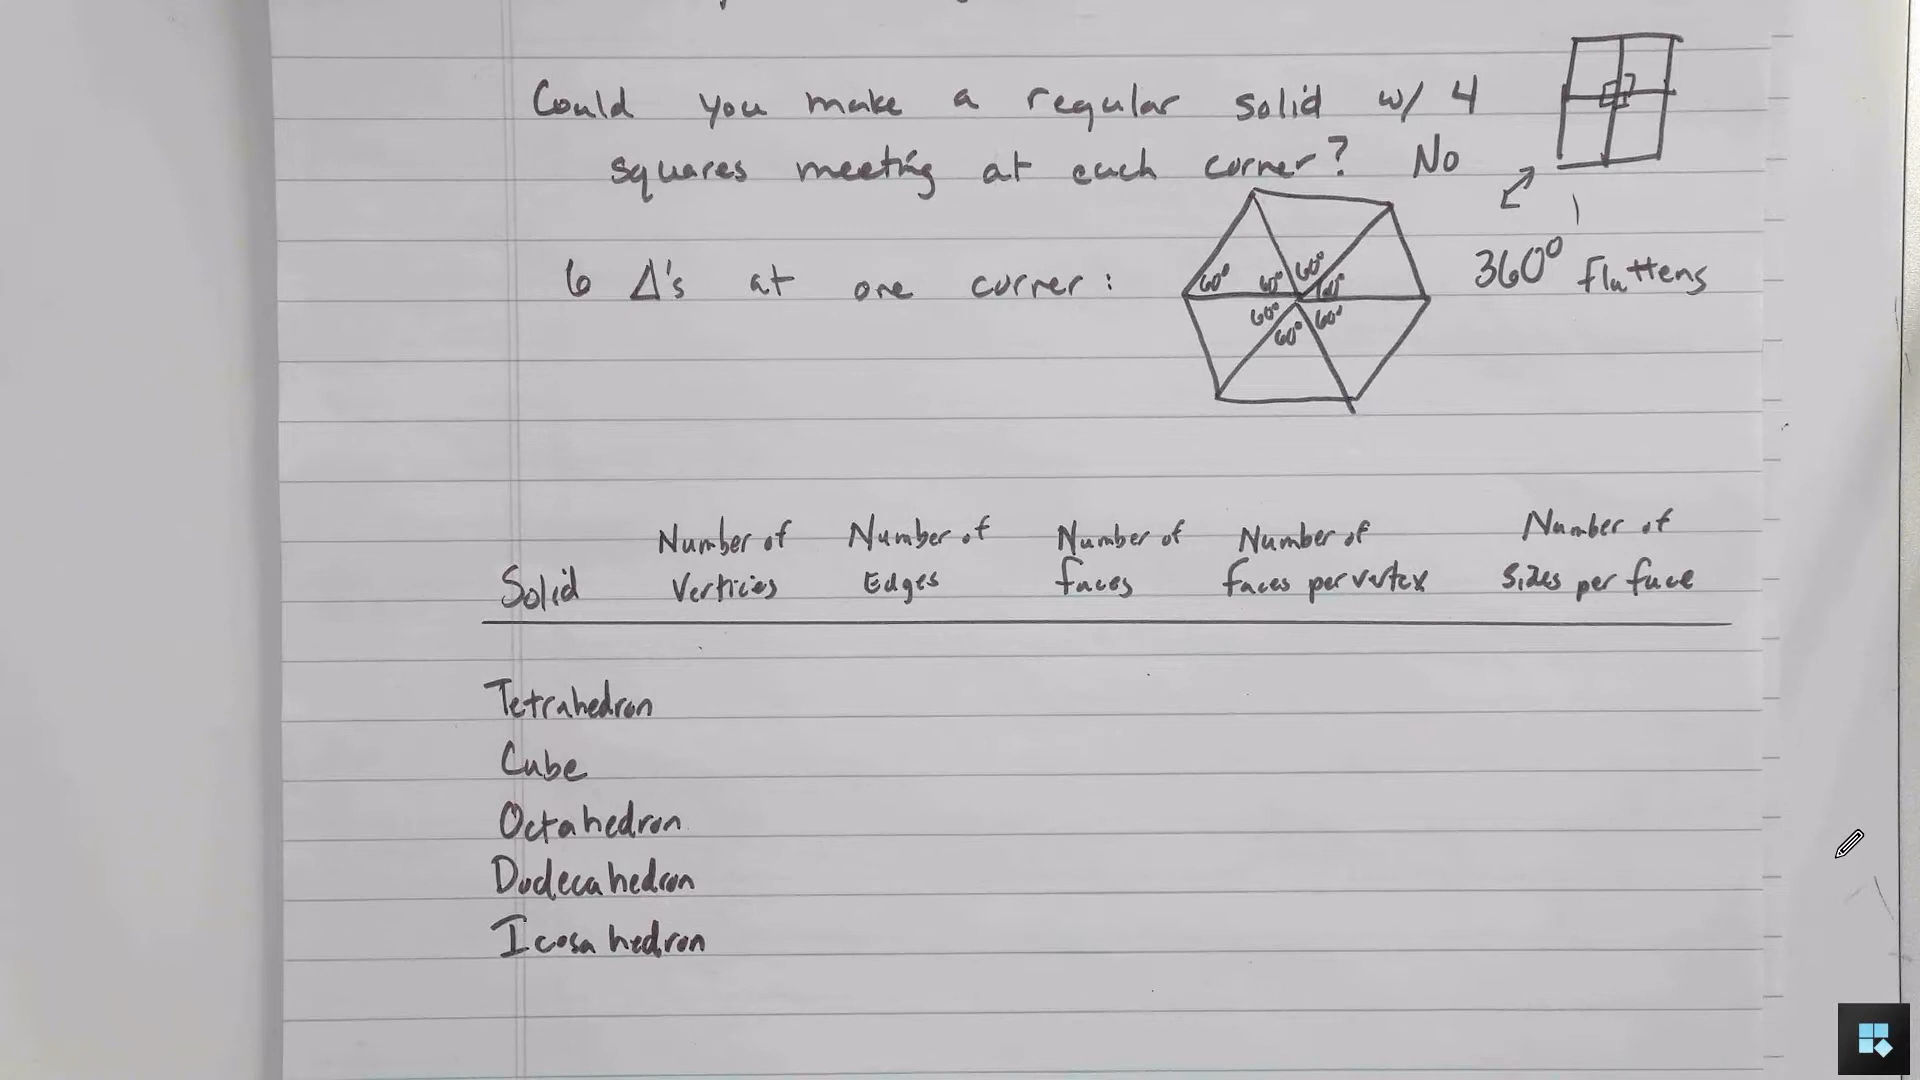 Could you make a regular solid w/ 4
squares meeting at each corner? No
6 Δ's at one corner:
60° 60° 60° 60°
60° 60° 60°
360° flattens
Number of Number of Number of Number of Number of
Solid Verticies Edges faces faces per vertex sides per face
Tetrahedron
Cube
Octahedron
Dodecahedron
Icosahedron